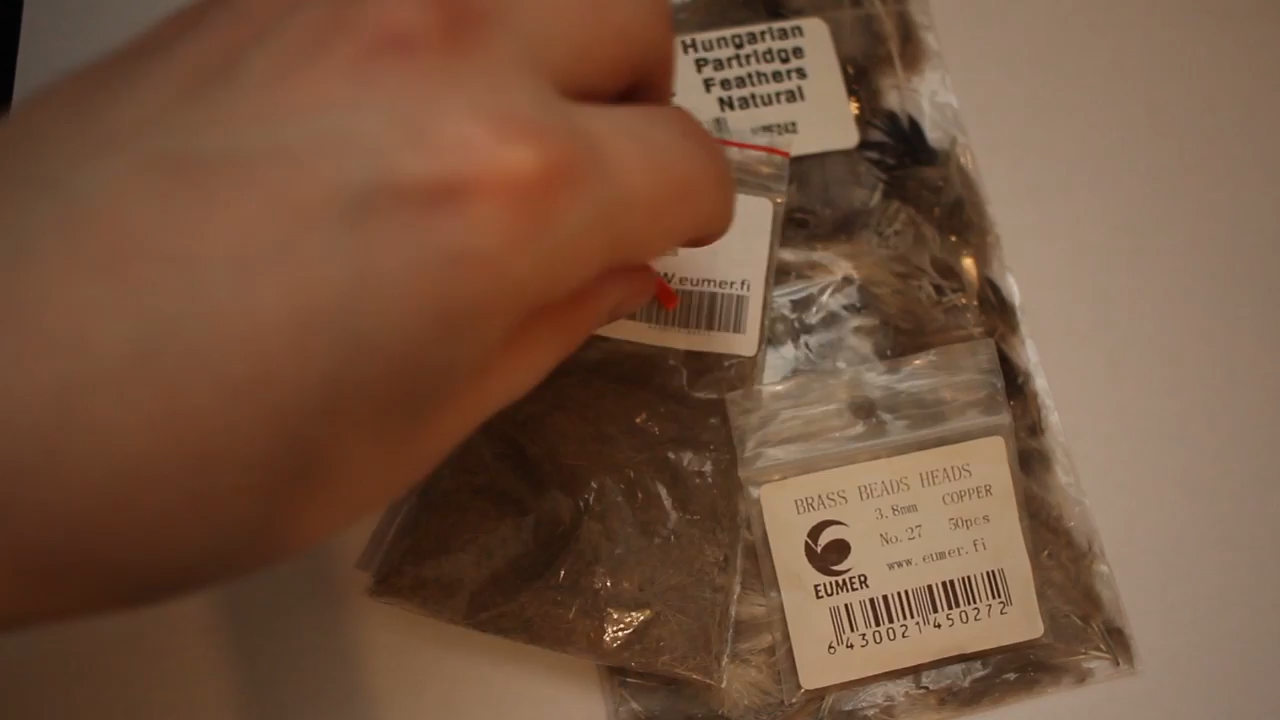 Hungarian
Partridge
Feathers
Natural
W.eumer.fi
BRASS BEADS HEADS
3.8mm COPPER
No.27 50pcs
www.eumer.fi
EUMER
6 430021 450272